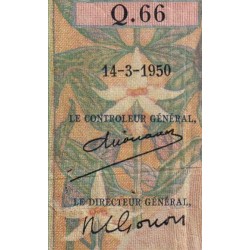 Q.66
14-3-1950
LE CONTROLEUR GÉNÉRAL,
LE DIRECTEUR GÉNÉRAL,